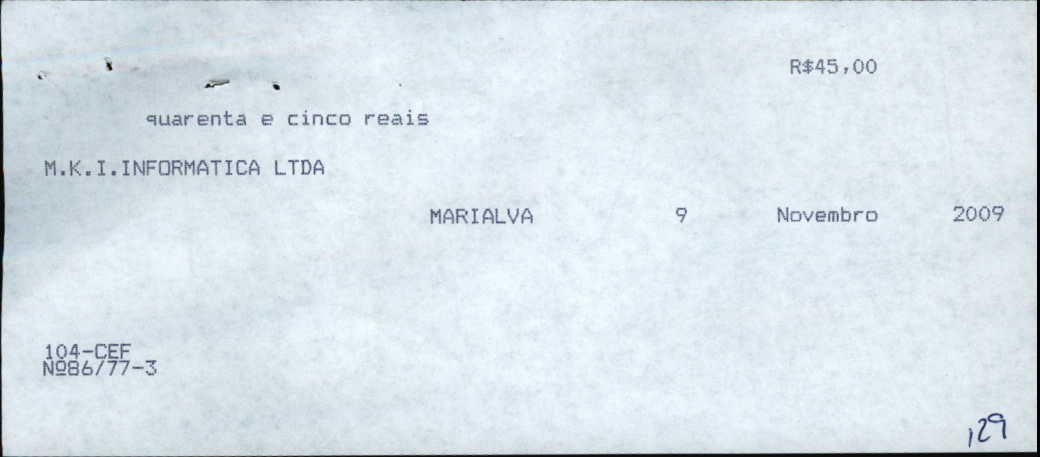 R$45,00
quarenta e cinco reais
M.K.I.INFORMATICA LTDA
MARIALVA 9 Novembro 2009
104-CEF
Nº86/77-3
129